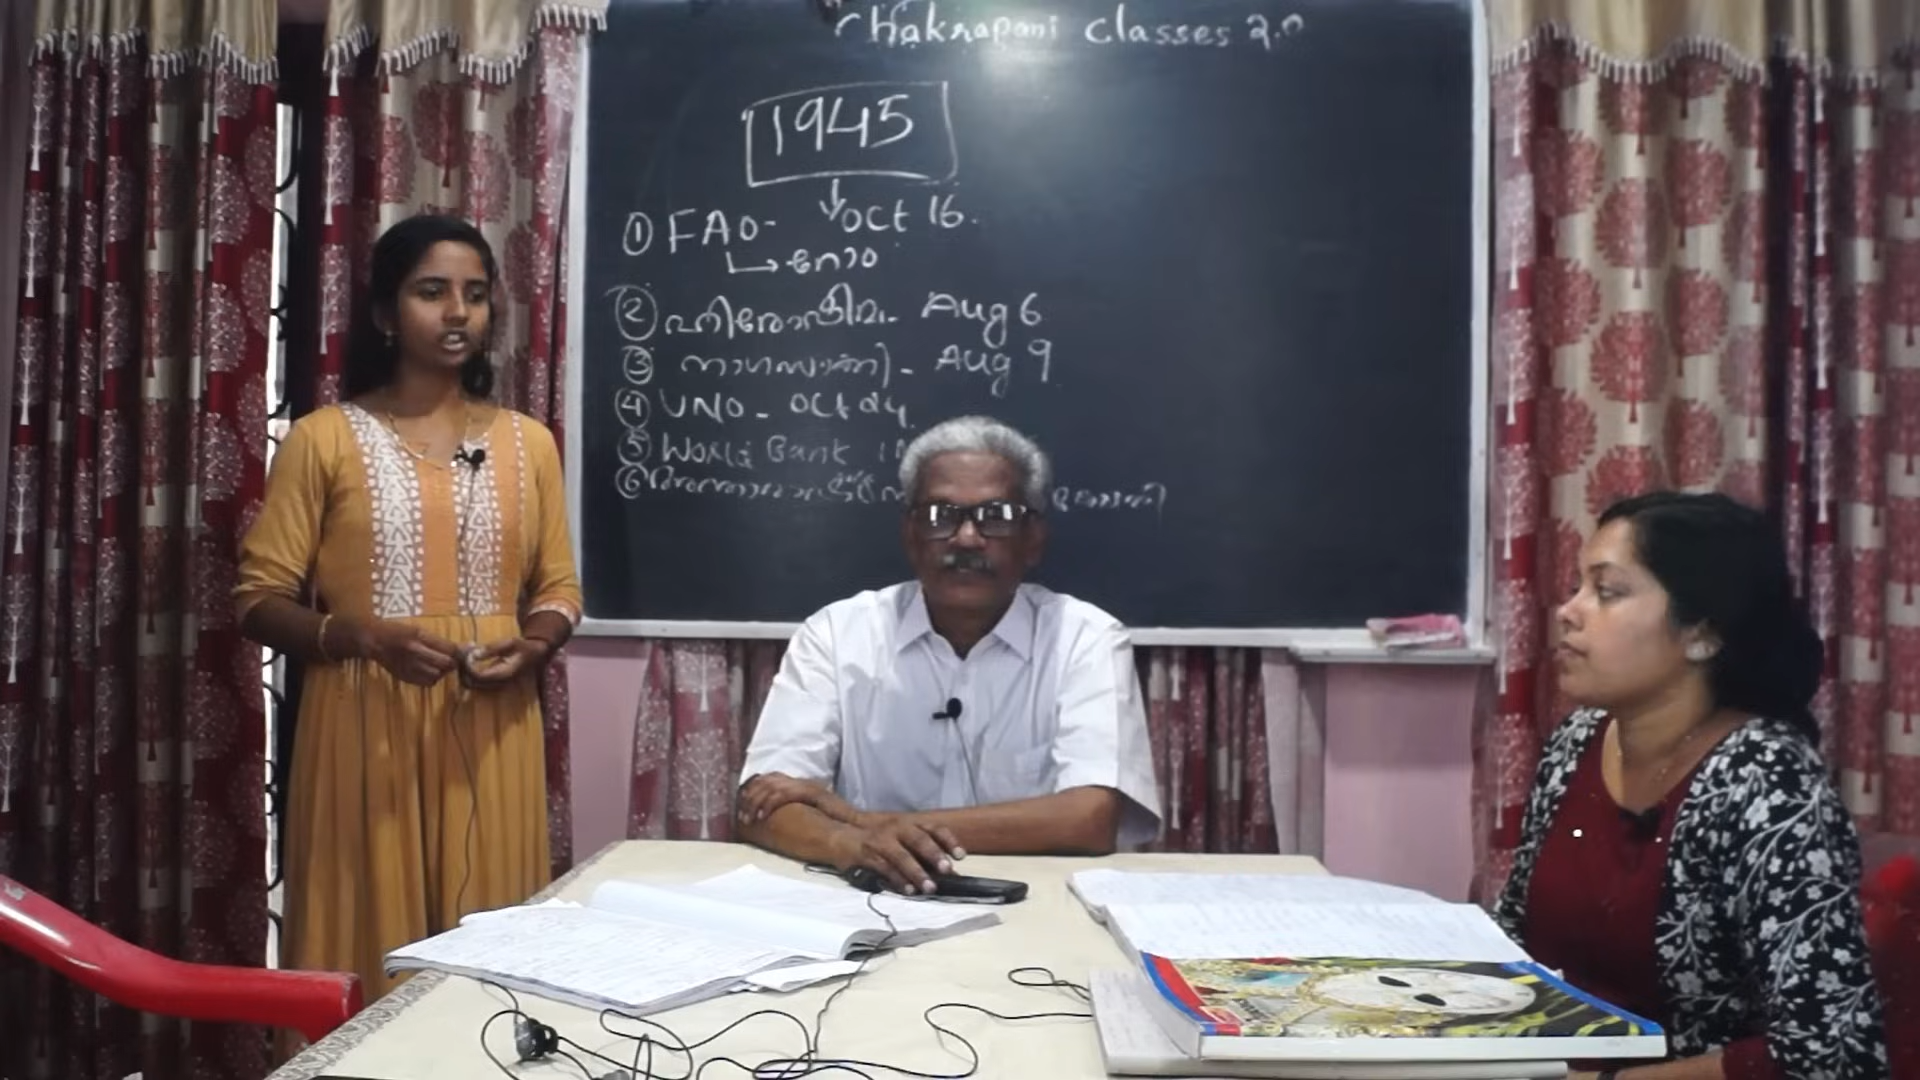 Chakrapani Classes 2.0
1945
① FAO- Oct 16.
റോം
② ഹിരോഷിമ- Aug 6
③ നാഗസാക്കി - Aug 9
④ UNO - Oct 24
⑤ World Bank
⑥